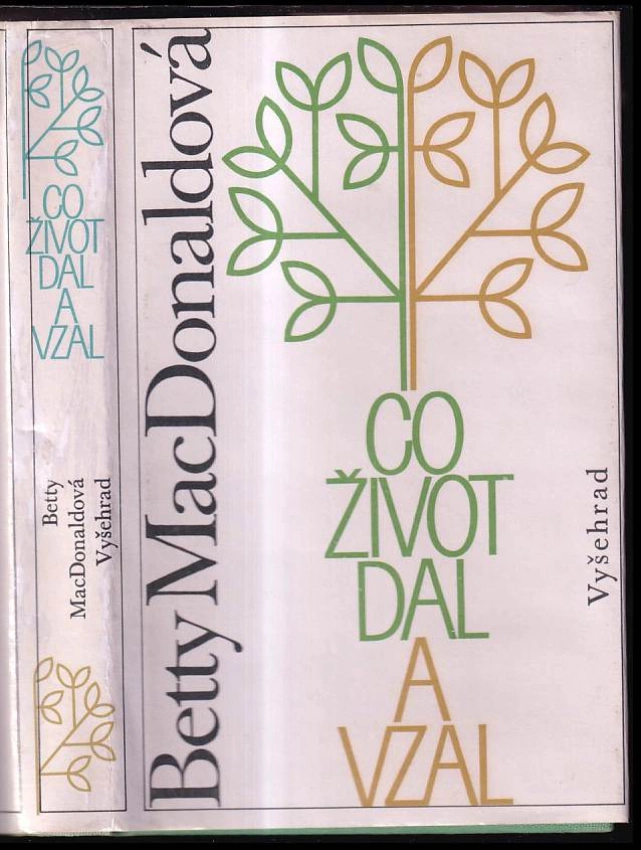 CO
ŽIVOT
DAL
A
VZAL
Betty
MacDonaldová
Vyšehrad
Betty MacDonaldová
CO
ŽIVOT
DAL
A
VZAL
Vyšehrad